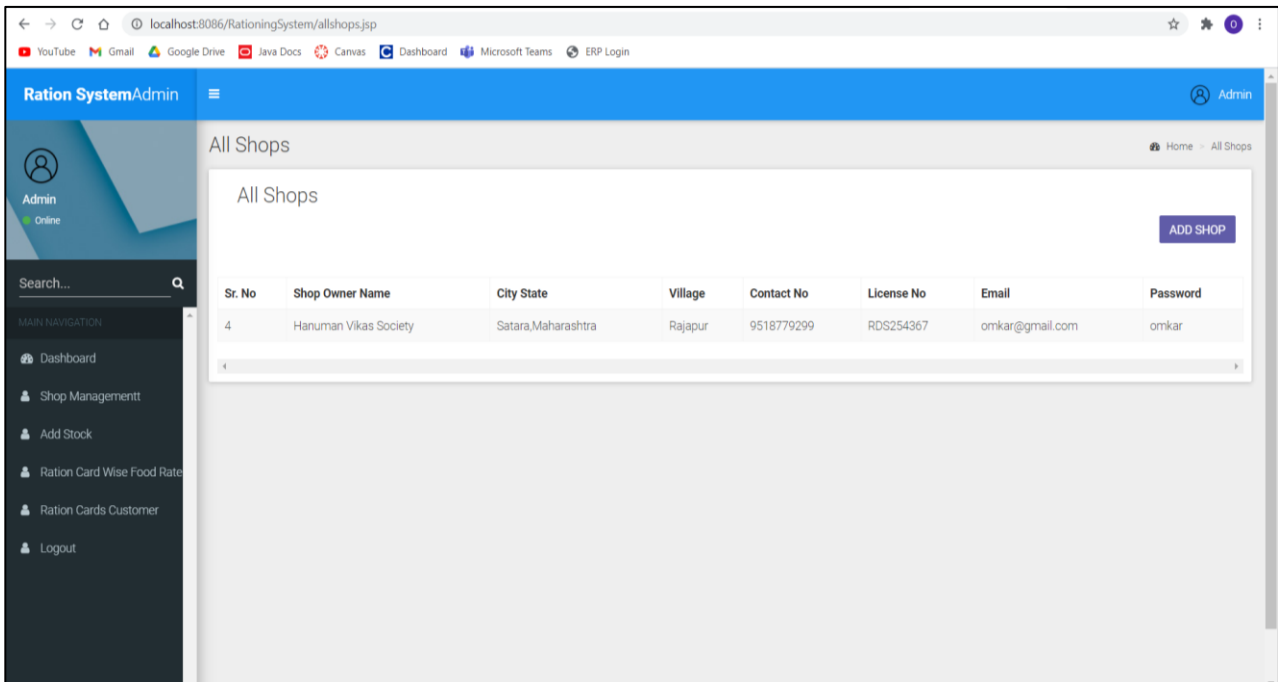 localhost:8086/RationingSystem/allshops.jsp
O
YouTube Gmail Google Drive Java Docs Canvas Dashboard Microsoft Teams ERP Login
Ration SystemAdmin
Admin
Admin
Online
Search...
MAIN NAVIGATION
Dashboard
Shop Managementt
Add Stock
Ration Card Wise Food Rate
Ration Cards Customer
Logout
All Shops
Home > All Shops
All Shops
ADD SHOP
Sr. No Shop Owner Name City State Village Contact No License No Email Password
4 Hanuman Vikas Society Satara,Maharashtra Rajapur 9518779299 RDS254367 omkar@gmail.com omkar